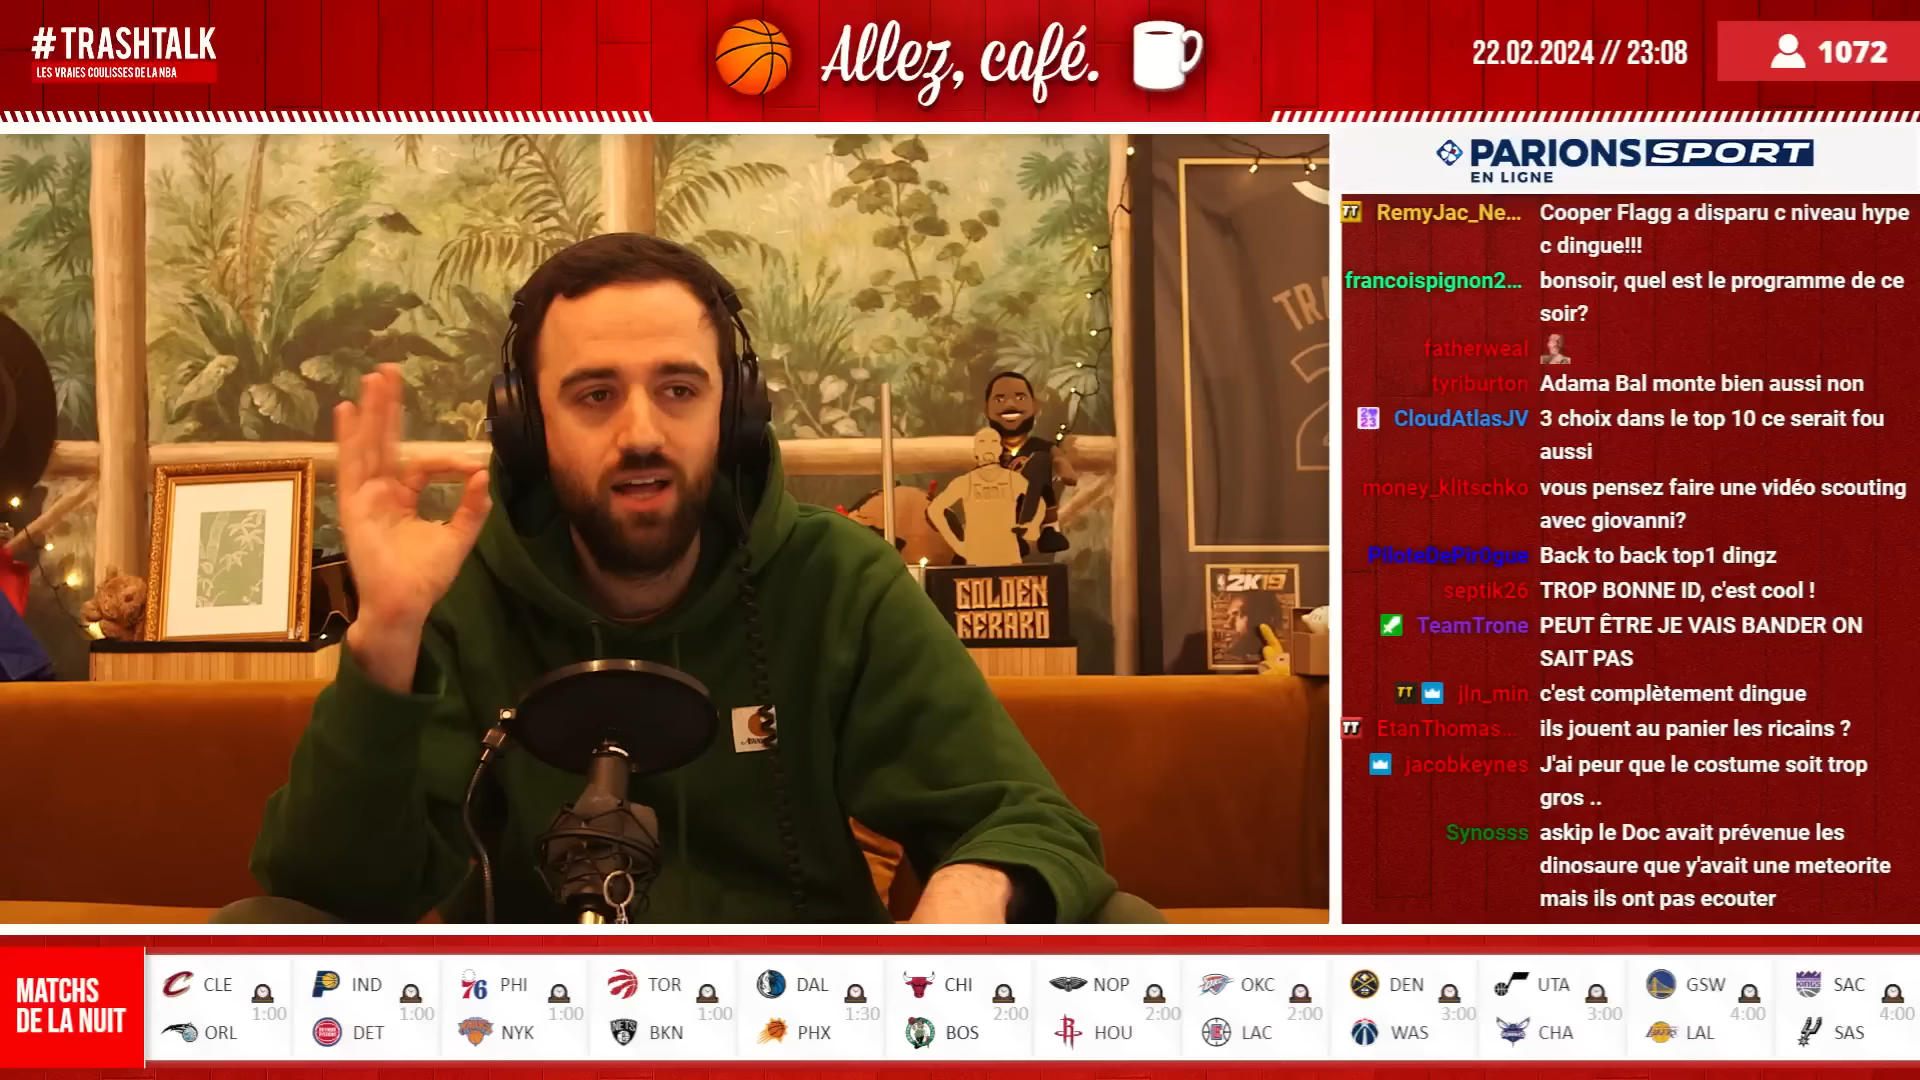 #TRASHTALK
LES VRAIES COULISSES DE LA NBA
Allez, café.
22.02.2024 // 23:08
1072
PARIONS SPORT
EN LIGNE
TT RemyJac_Ne... Cooper Flagg a disparu c niveau hype
c dingue!!!
francoispignon2... bonsoir, quel est le programme de ce
soir?
fatherweal
tyriburton Adama Bal monte bien aussi non
CloudAtlasJV 3 choix dans le top 10 ce serait fou
aussi
money_klitschko vous pensez faire une vidéo scouting
avec giovanni?
PiloteDePir0gue Back to back top1 dingz
septik26 TROP BONNE ID, c'est cool !
TeamTrone PEUT ÊTRE JE VAIS BANDER ON
SAIT PAS
TT jln_min c'est complètement dingue
TT EtanThomas... ils jouent au panier les ricains ?
jacobkeynes J'ai peur que le costume soit trop
gros ..
Synosss askip le Doc avait prévenue les
dinosaure que y'avait une meteorite
mais ils ont pas ecouter
TRA
2
GOLDEN
GERARD
2K19
MATCHS
DE LA NUIT
CLE
ORL
1:00
IND
DET
1:00
76
PHI
NYK
1:00
TOR
BKN
1:00
DAL
PHX
1:30
CHI
BOS
2:00
NOP
HOU
2:00
OKC
LAC
2:00
DEN
WAS
3:00
UTA
CHA
3:00
GSW
LAL
4:00
SAC
SAS
4:00